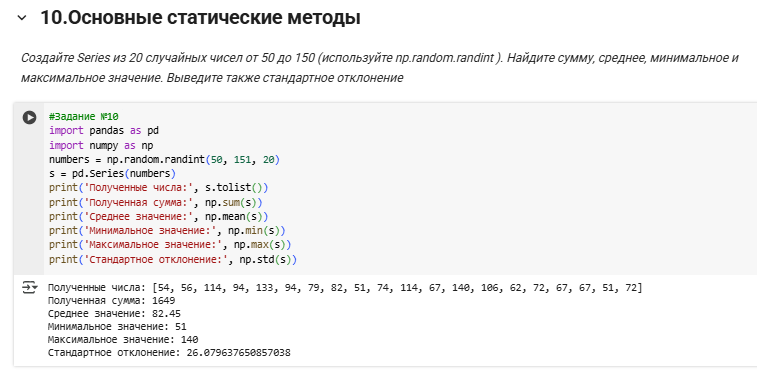 10.Основные статические методы
Создайте Series из 20 случайных чисел от 50 до 150 (используйте np.random.randint ). Найдите сумму, среднее, минимальное и
максимальное значение. Выведите также стандартное отклонение
#Задание №10
import pandas as pd
import numpy as np
numbers = np.random.randint(50, 151, 20)
s = pd.Series(numbers)
print('Полученные числа:', s.tolist())
print('Полученная сумма:', np.sum(s))
print('Среднее значение:', np.mean(s))
print('Минимальное значение:', np.min(s))
print('Максимальное значение:', np.max(s))
print('Стандартное отклонение:', np.std(s))
Полученные числа: [54, 56, 114, 94, 133, 94, 79, 82, 51, 74, 114, 67, 140, 106, 62, 72, 67, 67, 51, 72]
Полученная сумма: 1649
Среднее значение: 82.45
Минимальное значение: 51
Максимальное значение: 140
Стандартное отклонение: 26.079637650857038